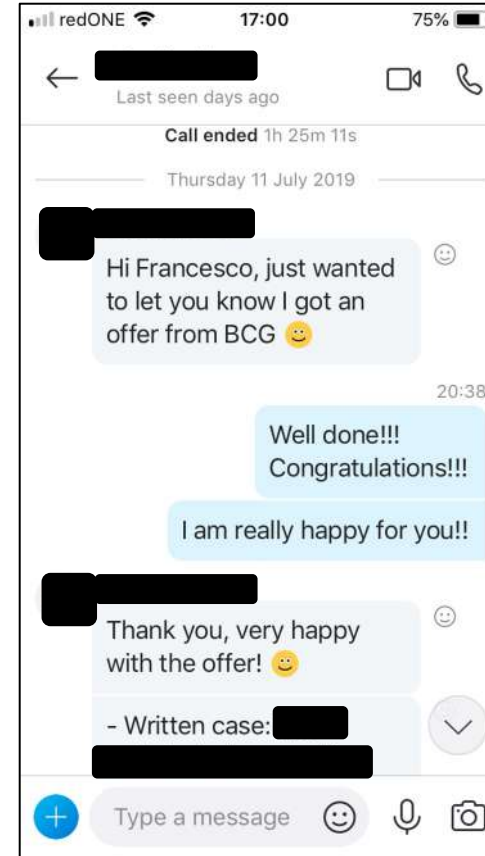 redONE 17:00 75%
Last seen days ago
Call ended 1h 25m 11s
Thursday 11 July 2019
Hi Francesco, just wanted
to let you know I got an
offer from BCG
20:38
Well done!!!
Congratulations!!!
I am really happy for you!!
Thank you, very happy
with the offer!
- Written case:
Type a message